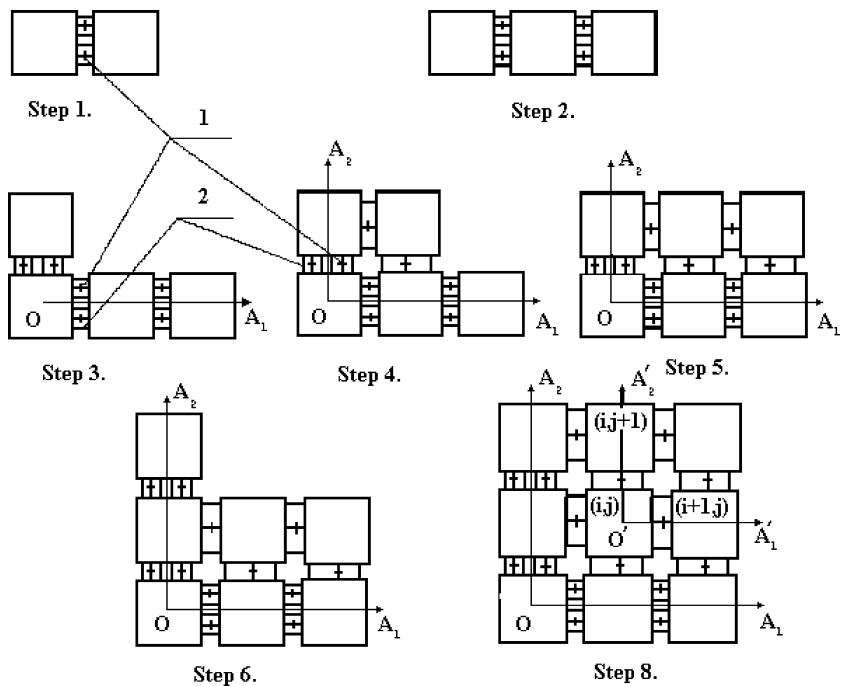 Step 1.
Step 2.
1
2
A₂
A₂
O
A₁
O
A₁
O
A₁
Step 3.
Step 4.
Step 5.
A₂
A₂
A′₂
(i,j+1)
(i,j)
(i+1,j)
O′
A′₁
O
A₁
O
A₁
Step 6.
Step 8.